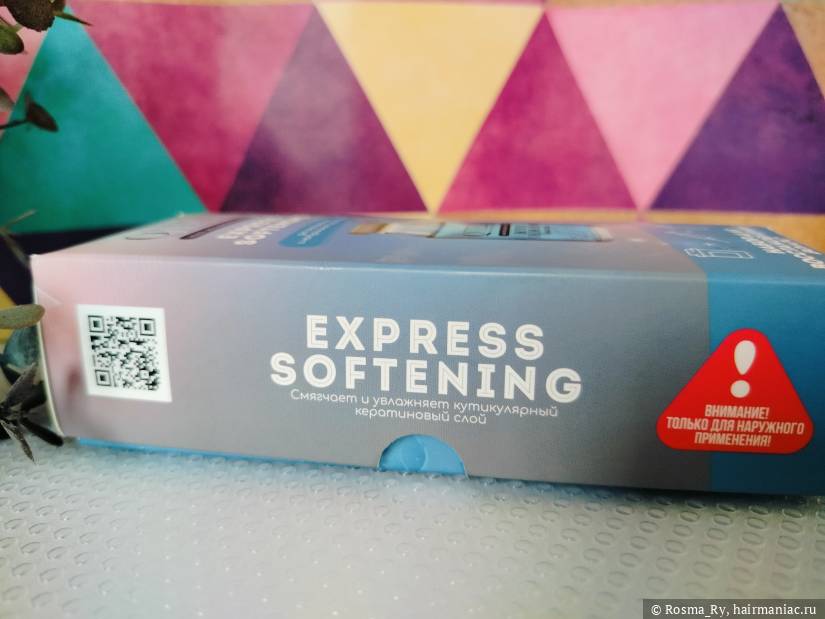 EXPRESS
SOFTENING
Смягчает и увлажняет кутикулярный
кератиновый слой
ВНИМАНИЕ!
ТОЛЬКО ДЛЯ НАРУЖНОГО
ПРИМЕНЕНИЯ!
© Rosma_Ry, hairmaniac.ru